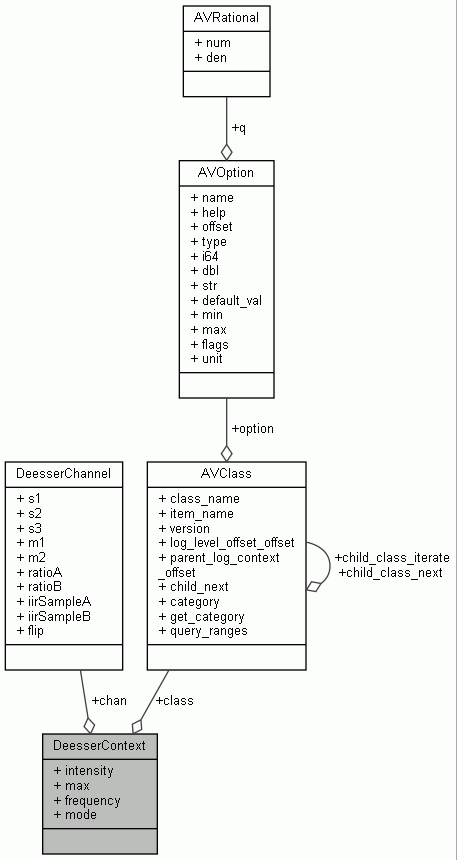 AVRational
+ num
+ den
+q
AVOption
+ name
+ help
+ offset
+ type
+ i64
+ dbl
+ str
+ default_val
+ min
+ max
+ flags
+ unit
+option
DeesserChannel
+ s1
+ s2
+ s3
+ m1
+ m2
+ ratioA
+ ratioB
+ iirSampleA
+ iirSampleB
+ flip
AVClass
+ class_name
+ item_name
+ version
+ log_level_offset_offset
+ parent_log_context
_offset
+ child_next
+ category
+ get_category
+ query_ranges
+child_class_iterate
+child_class_next
+chan
+class
DeesserContext
+ intensity
+ max
+ frequency
+ mode